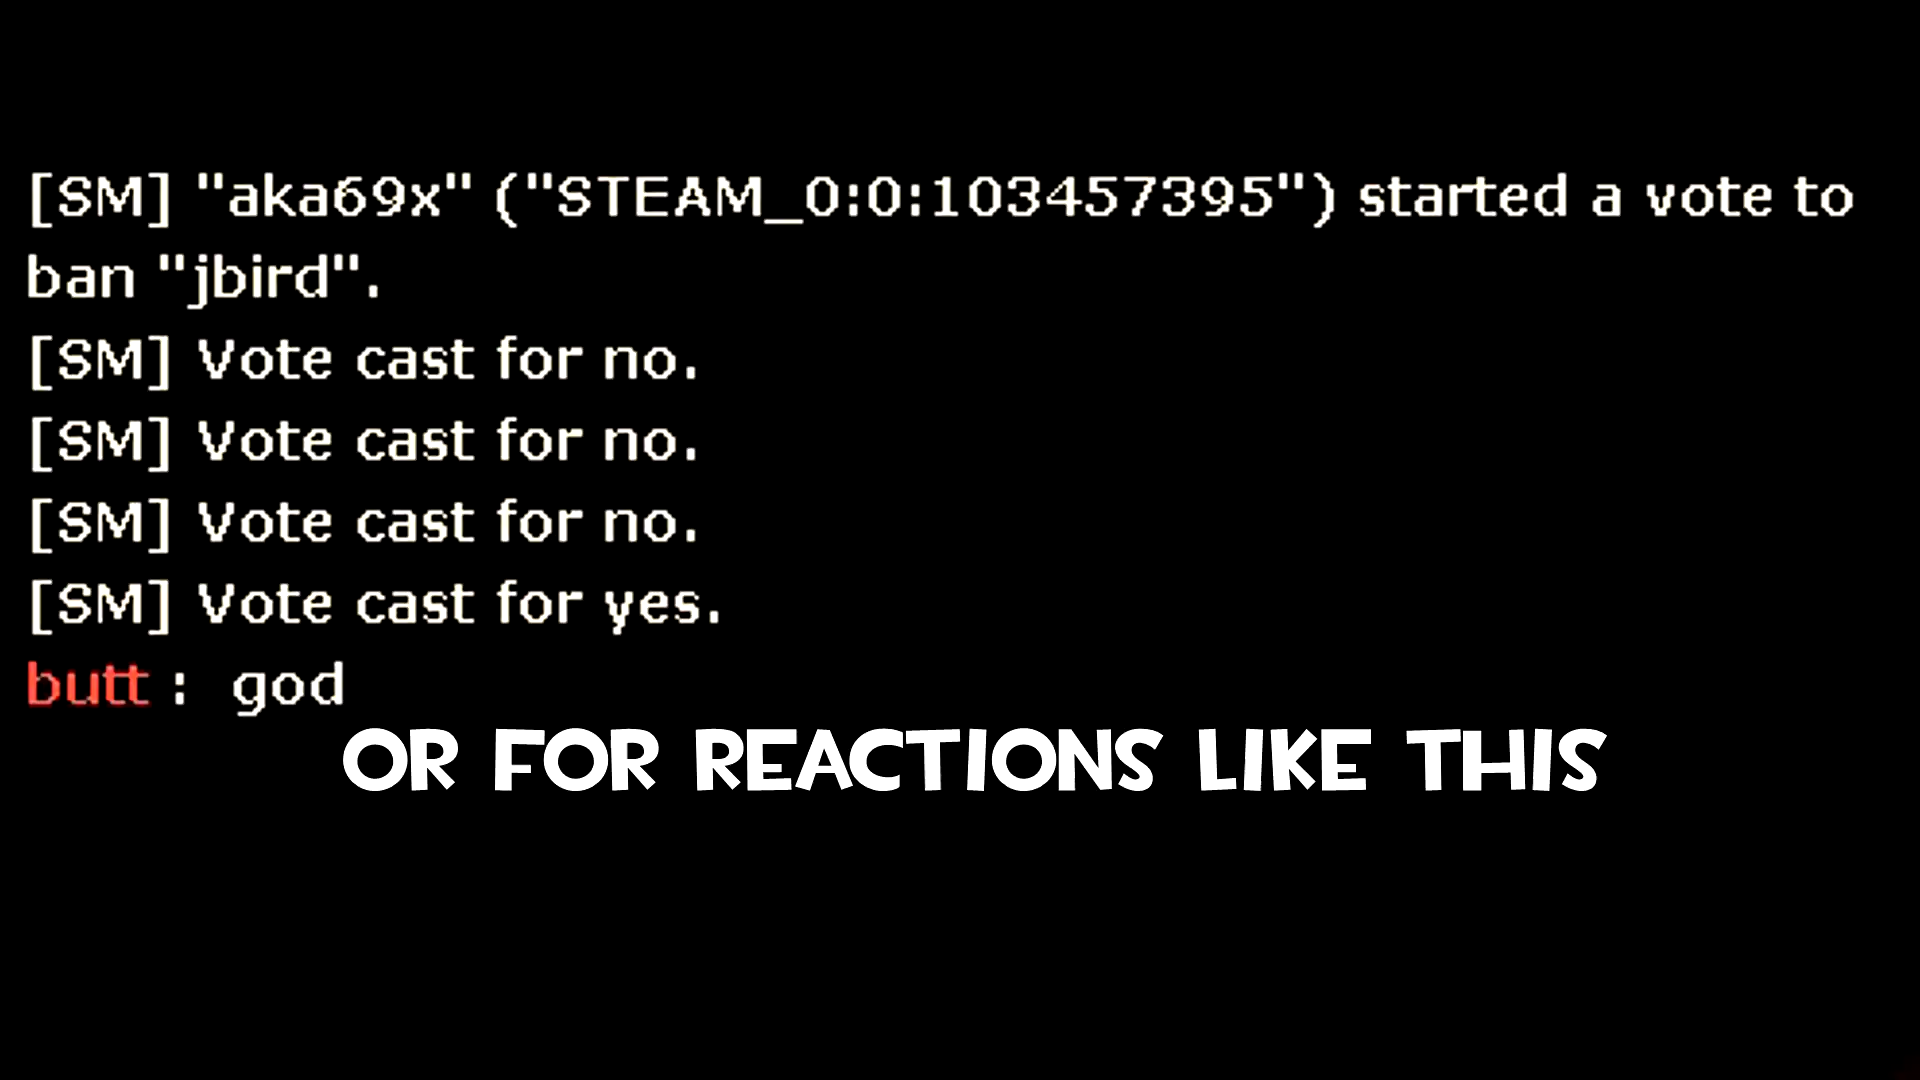 [SM] "aka69x" ("STEAM_0:0:103457395") started a vote to
ban "jbird".
[SM] Vote cast for no.
[SM] Vote cast for no.
[SM] Vote cast for no.
[SM] Vote cast for yes.
butt :  god
OR FOR REACTIONS LIKE THIS